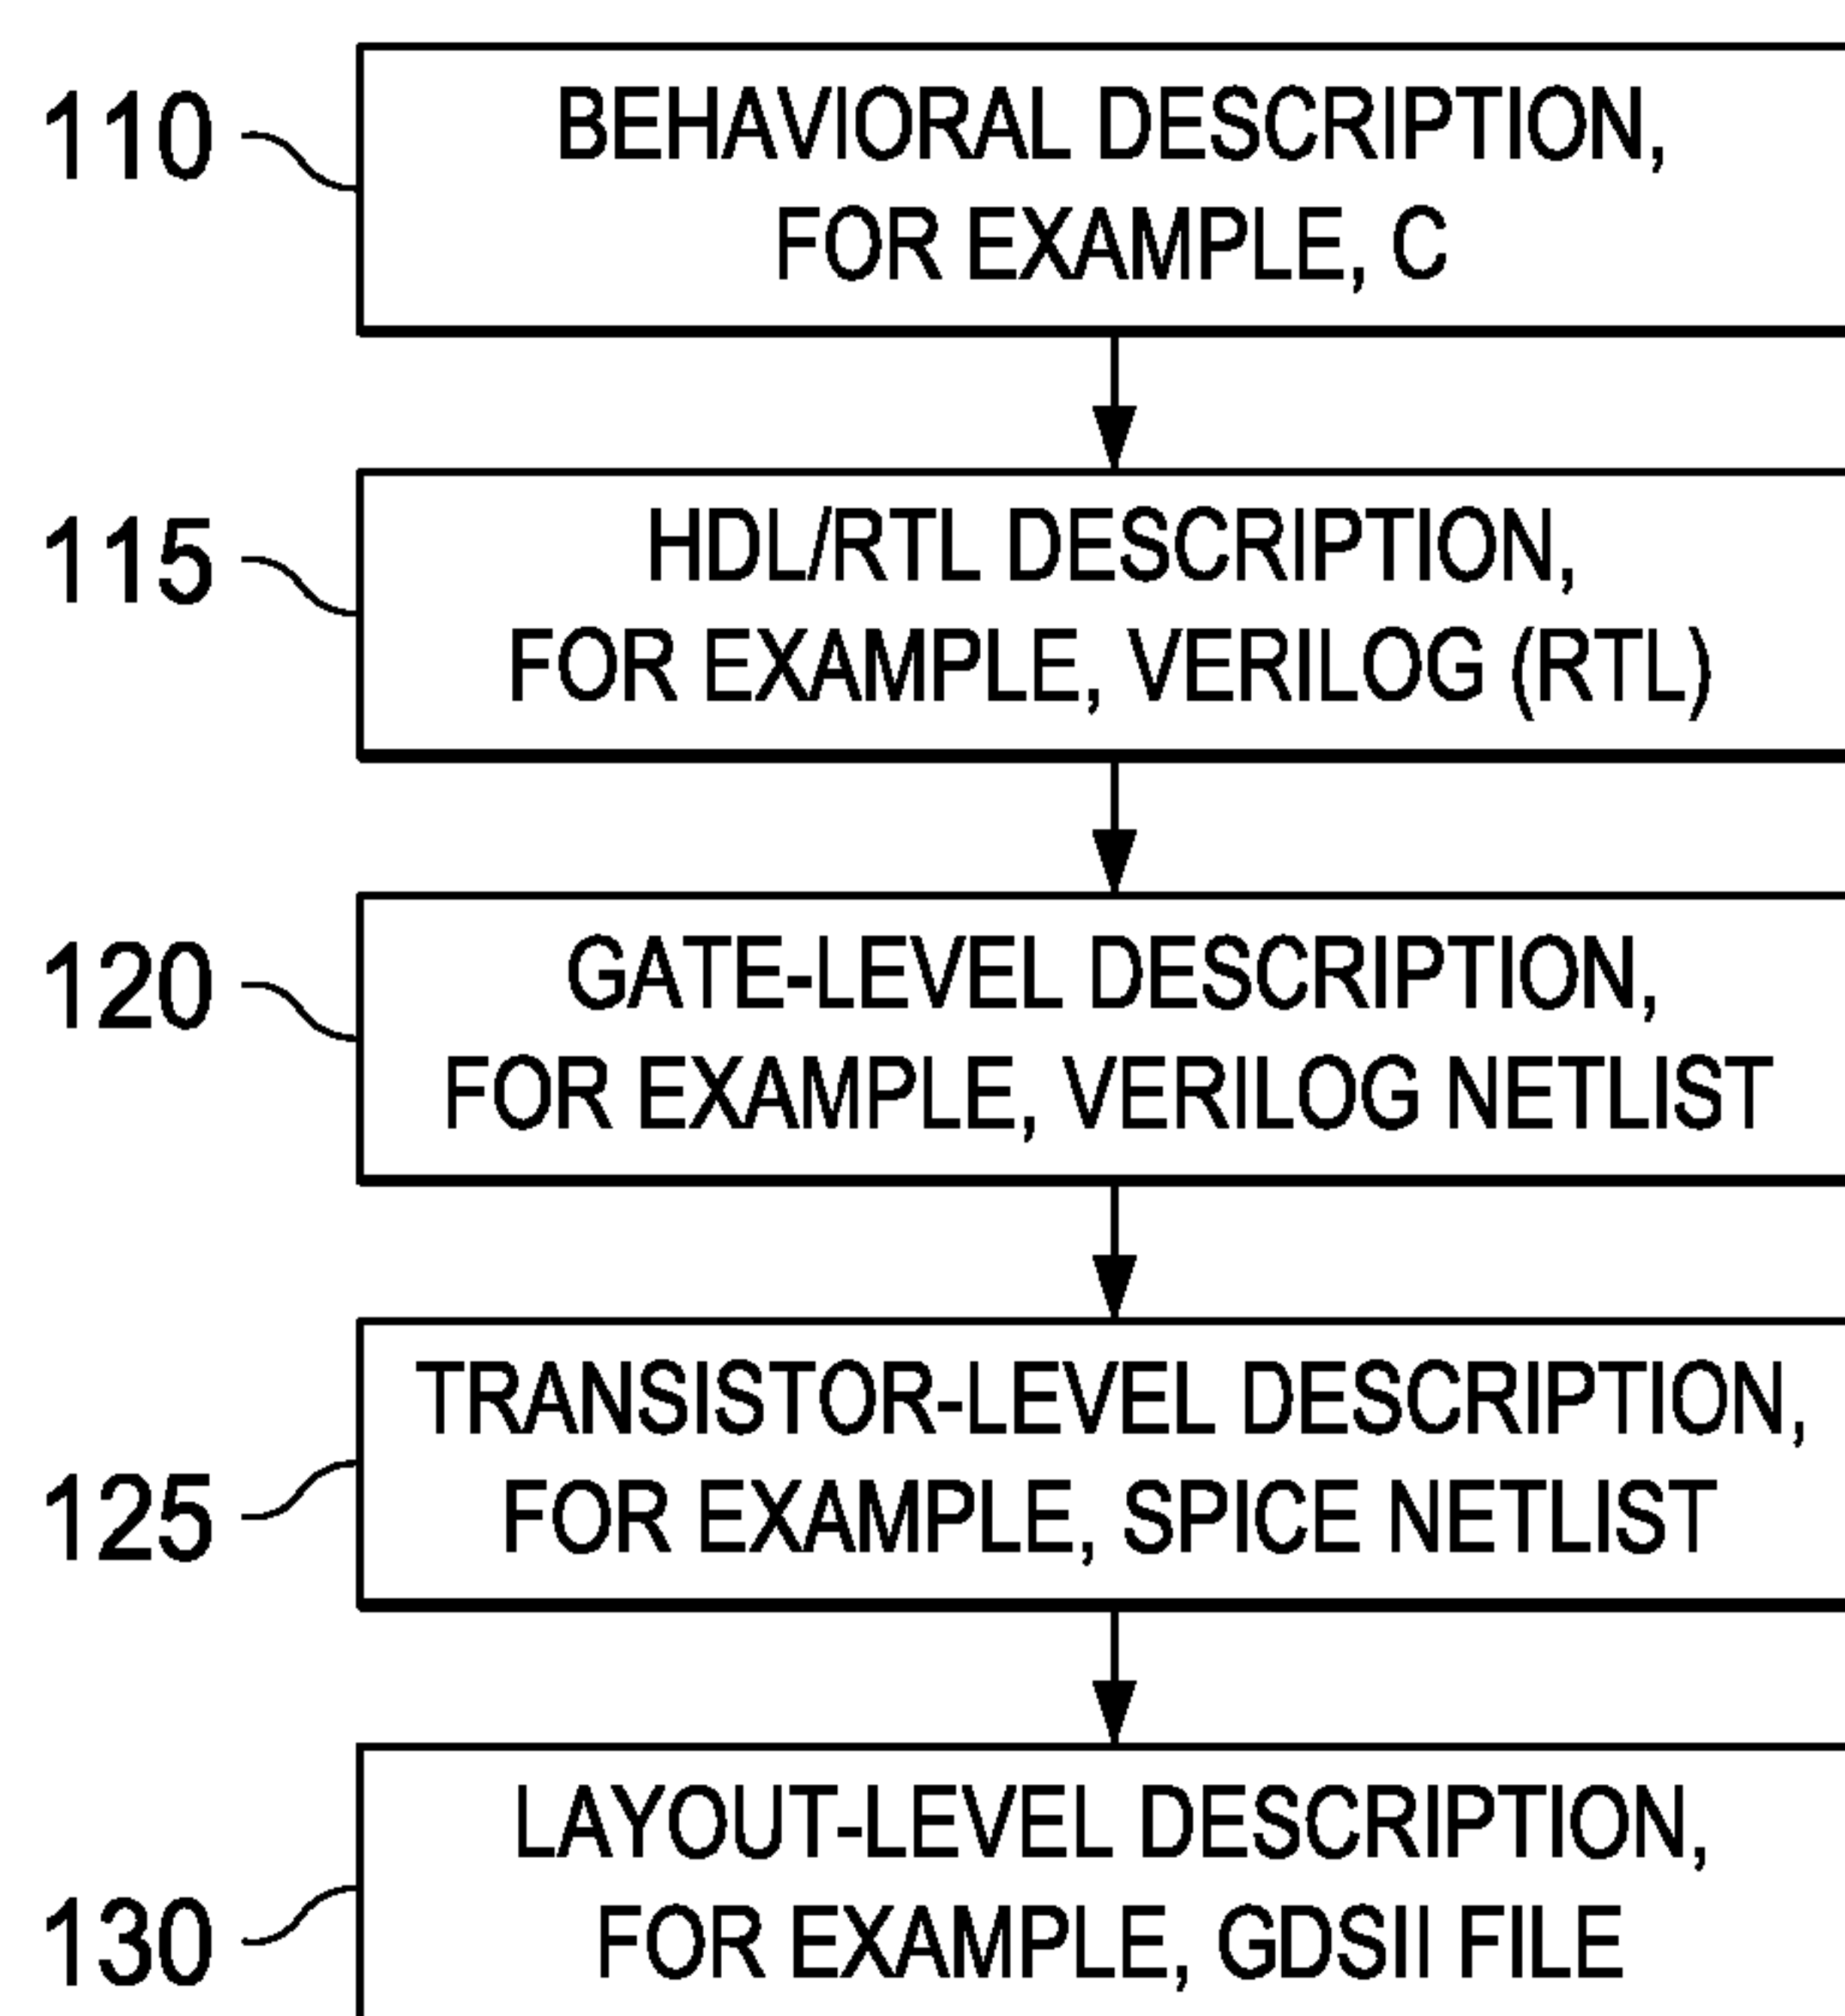 110
BEHAVIORAL DESCRIPTION,
FOR EXAMPLE, C
115
HDL/RTL DESCRIPTION,
FOR EXAMPLE, VERILOG (RTL)
120
GATE-LEVEL DESCRIPTION,
FOR EXAMPLE, VERILOG NETLIST
125
TRANSISTOR-LEVEL DESCRIPTION,
FOR EXAMPLE, SPICE NETLIST
130
LAYOUT-LEVEL DESCRIPTION,
FOR EXAMPLE, GDSII FILE